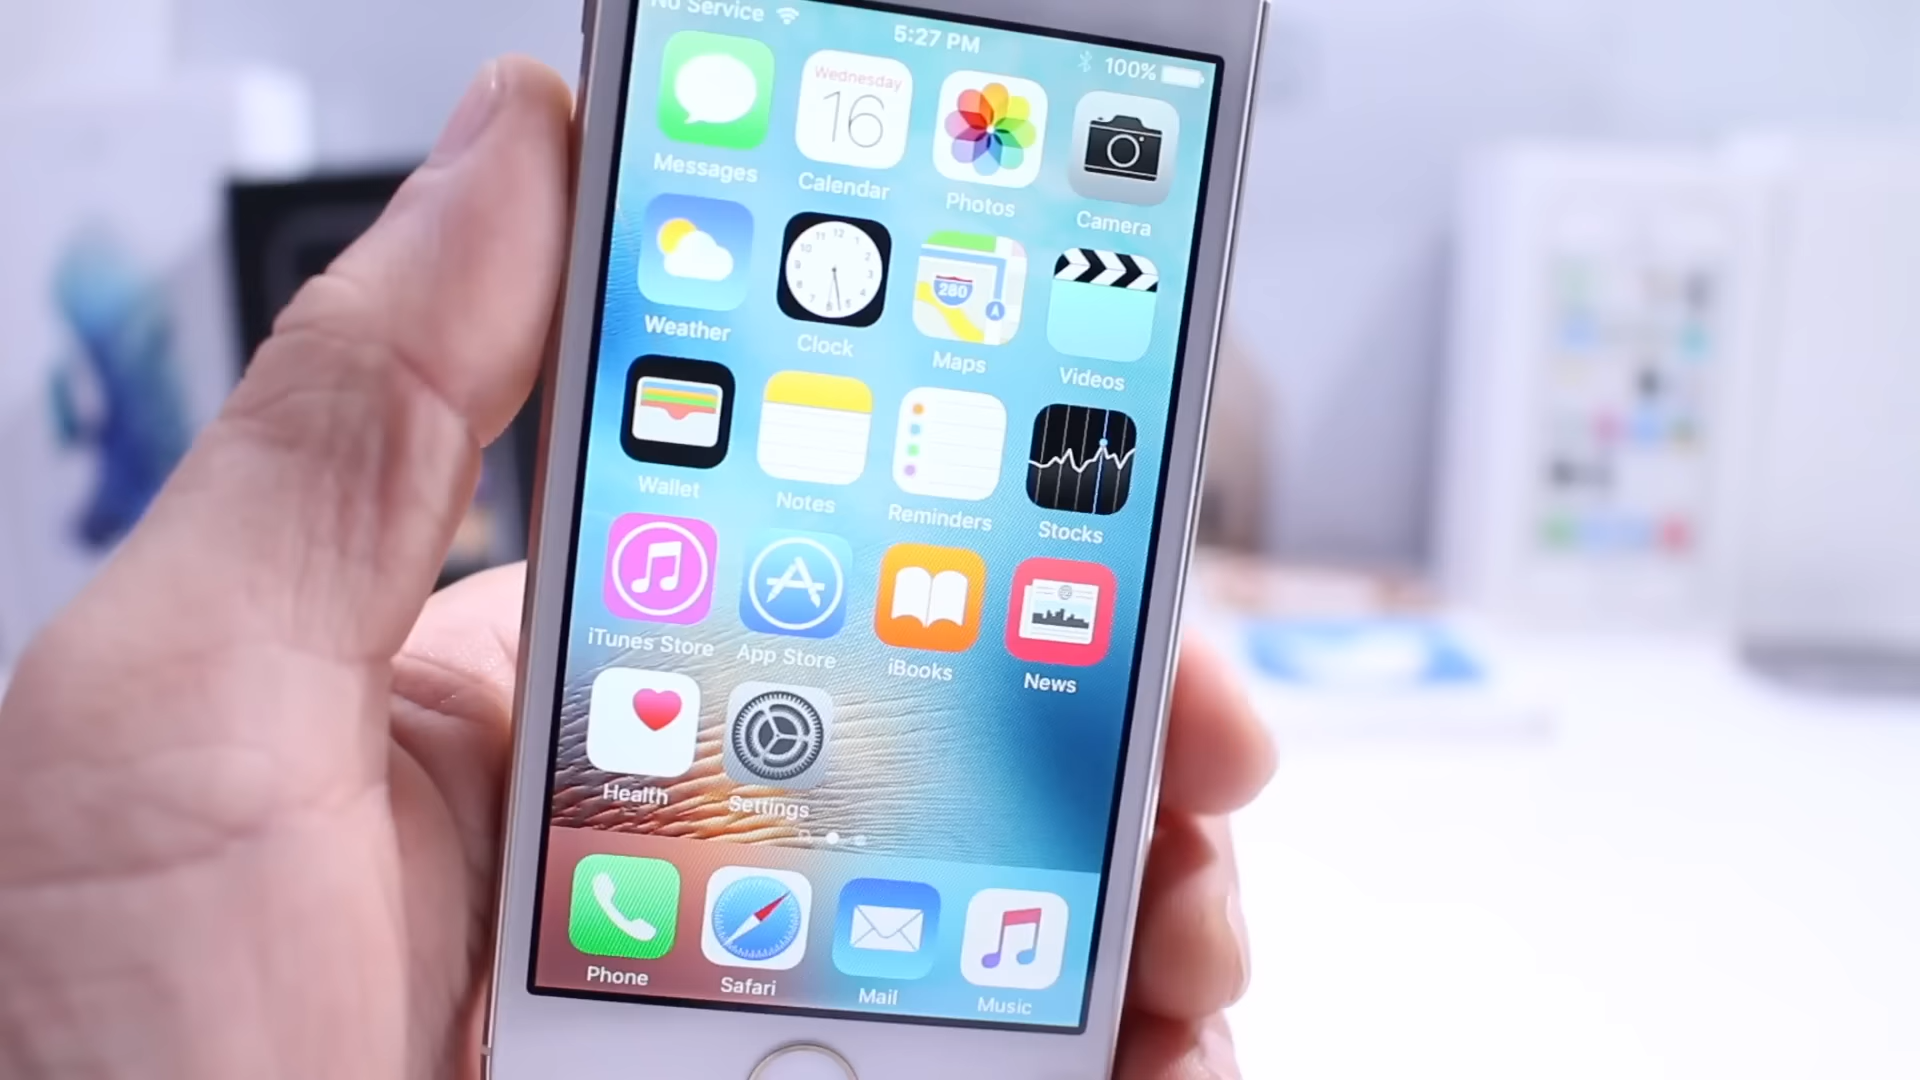 No Service 5:27 PM 100%
Wednesday
16
280
Messages Calendar Photos Camera
Weather Clock Maps Videos
Wallet Notes Reminders Stocks
iTunes Store App Store iBooks News
Health Settings
Phone Safari Mail Music